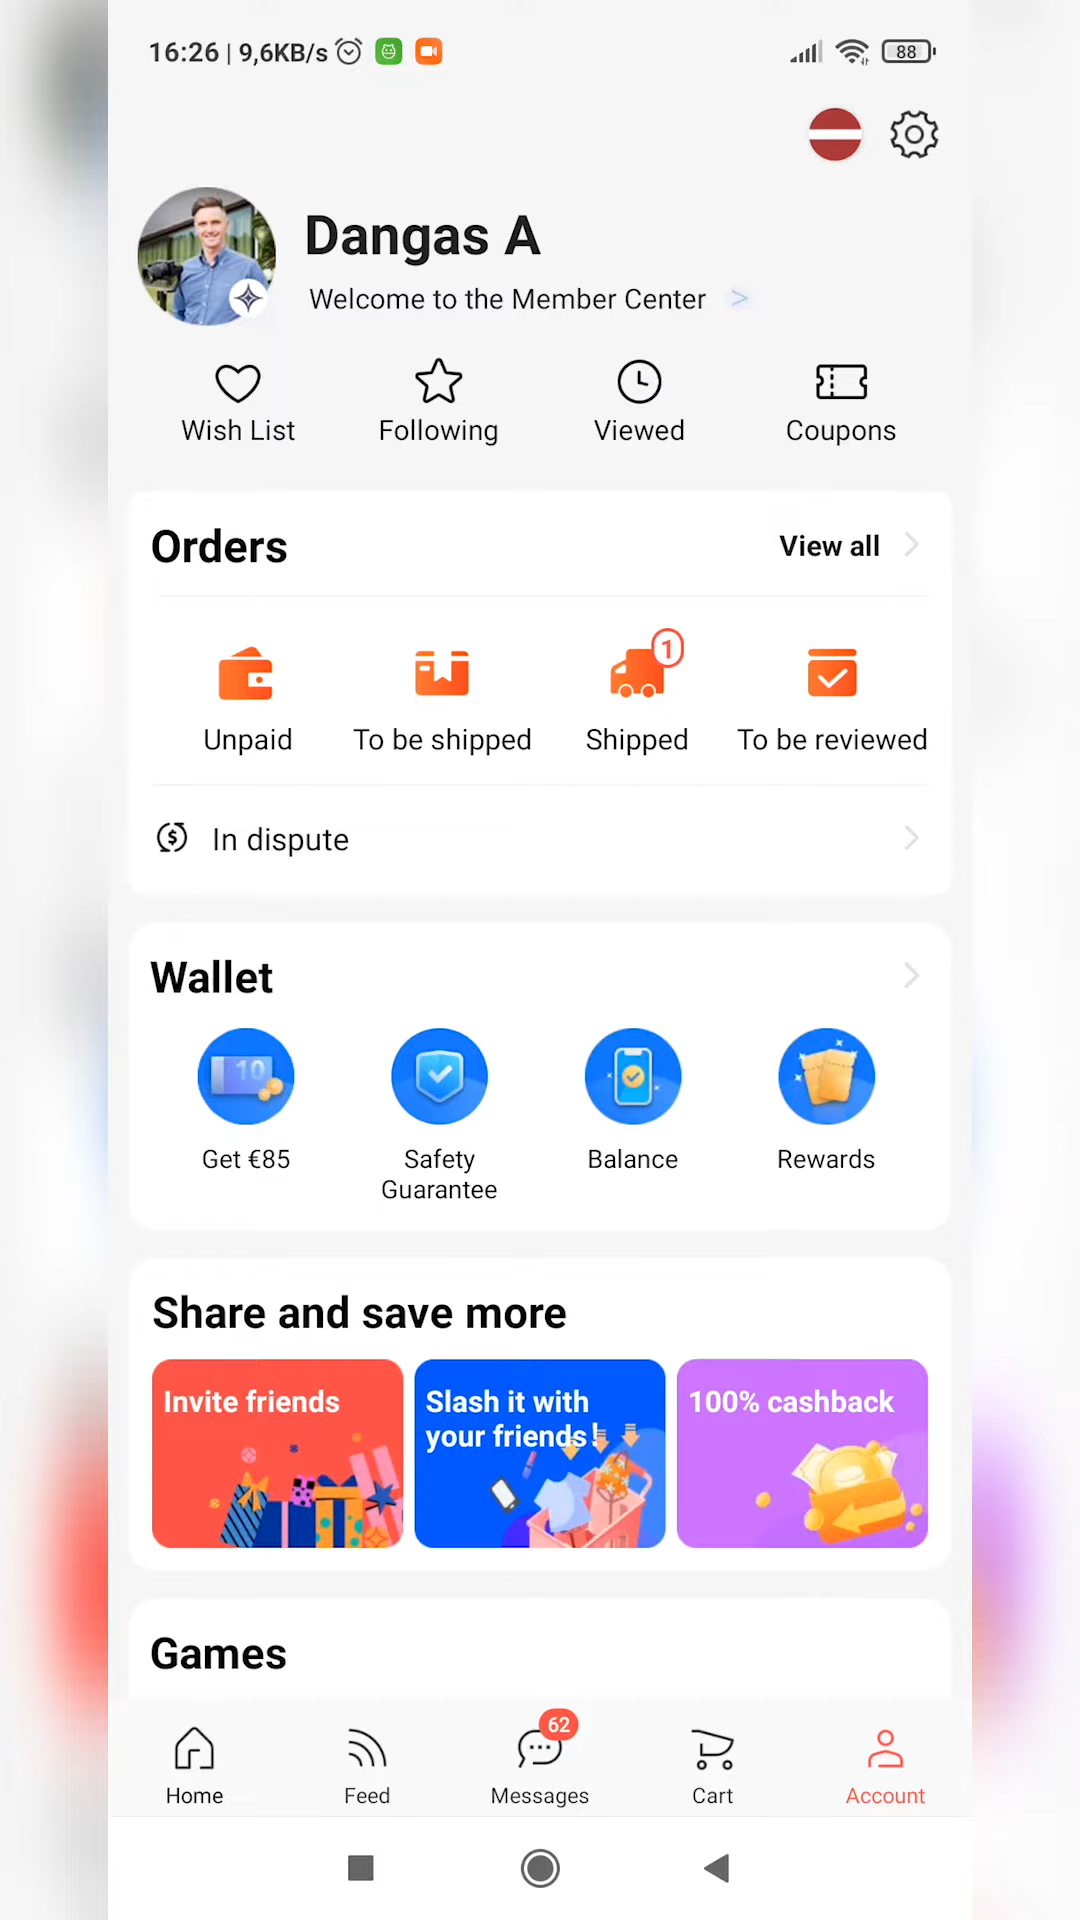 16:26 | 9,6KB/s
88
Dangas A
Welcome to the Member Center >
Wish List
Following
Viewed
Coupons
Orders
View all
1
Unpaid
To be shipped
Shipped
To be reviewed
In dispute
Wallet
10
Get €85
Safety
Guarantee
Balance
Rewards
Share and save more
Invite friends
Slash it with
your friends!
100% cashback
Games
62
Home
Feed
Messages
Cart
Account